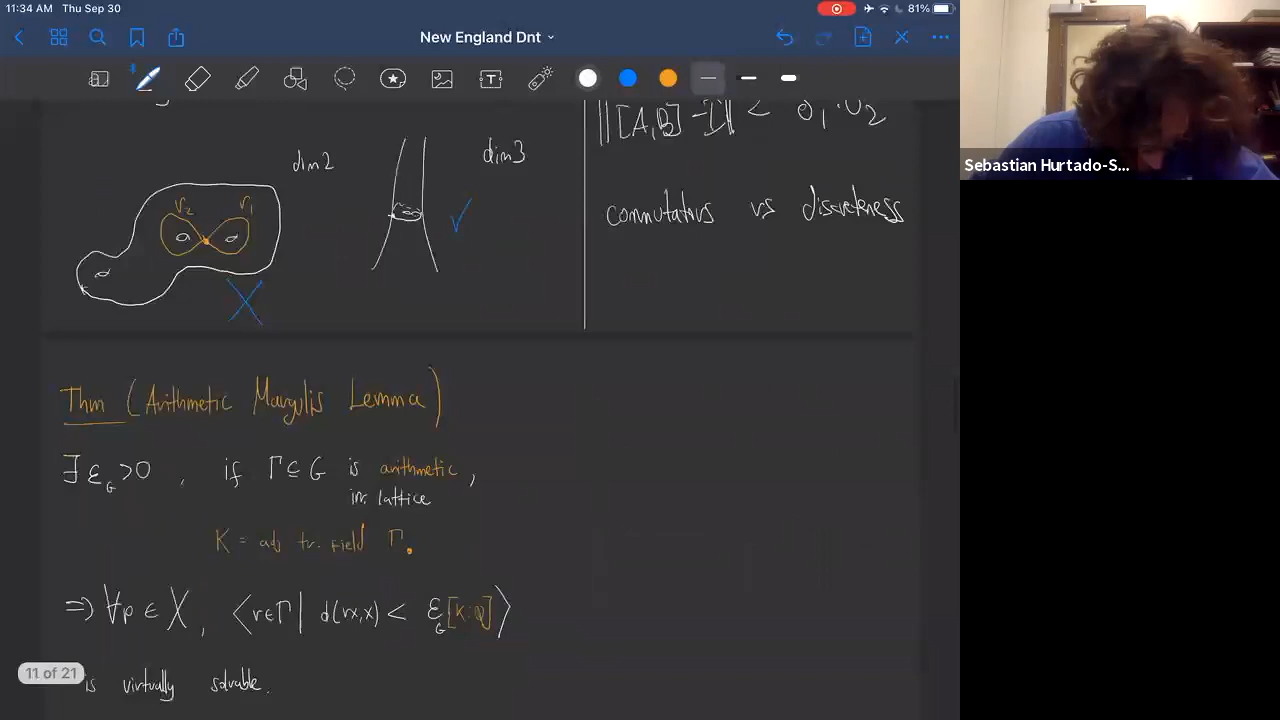 11:34 AM Thu Sep 30
81%
New England Dnt
T
dim2
dim3
||[A,B] - I|| < δ₁·δ₂
γ₂
γ₁
commutators vs discreteness
Thm (Arithmetic Margulis Lemma)
∃ ε_G >0 , if Γ ⊆ G is arithmetic,
irr. lattice
K = adj tr. field Γ.
⇒ ∀p ∈ X, ⟨ γ∈Γ | d(γx,x) < ε_G [K:Q] ⟩
is virtually solvable.
11 of 21
Sebastian Hurtado-S...